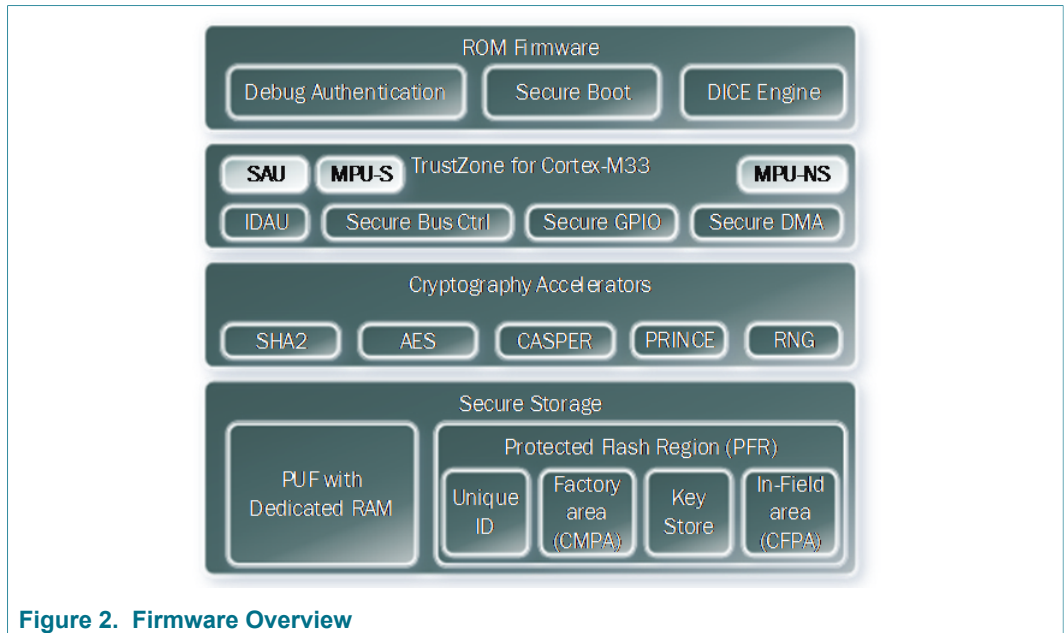 ROM Firmware
Debug Authentication
Secure Boot
DICE Engine
SAU
MPU-S
TrustZone for Cortex-M33
MPU-NS
IDAU
Secure Bus Ctrl
Secure GPIO
Secure DMA
Cryptography Accelerators
SHA2
AES
CASPER
PRINCE
RNG
Secure Storage
PUF with
Dedicated RAM
Protected Flash Region (PFR)
Unique
ID
Factory
area
(CMPA)
Key
Store
In-Field
area
(CFPA)
Figure 2. Firmware Overview